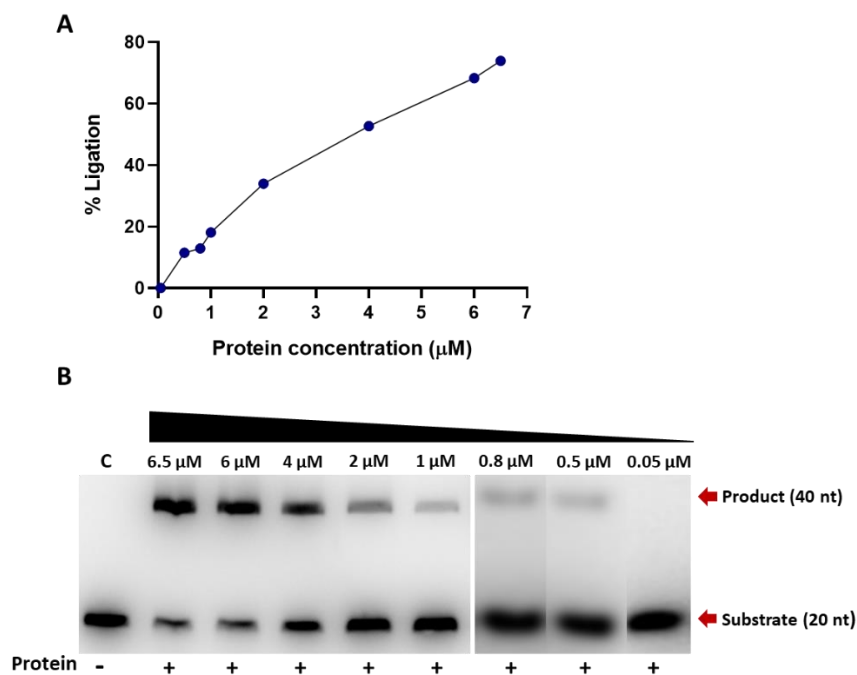 A
80
60
40
20
0
% Ligation
0 1 2 3 4 5 6 7
Protein concentration (µM)
B
C 6.5 µM 6 µM 4 µM 2 µM 1 µM 0.8 µM 0.5 µM 0.05 µM
Product (40 nt)
Substrate (20 nt)
Protein - + + + + + + + +